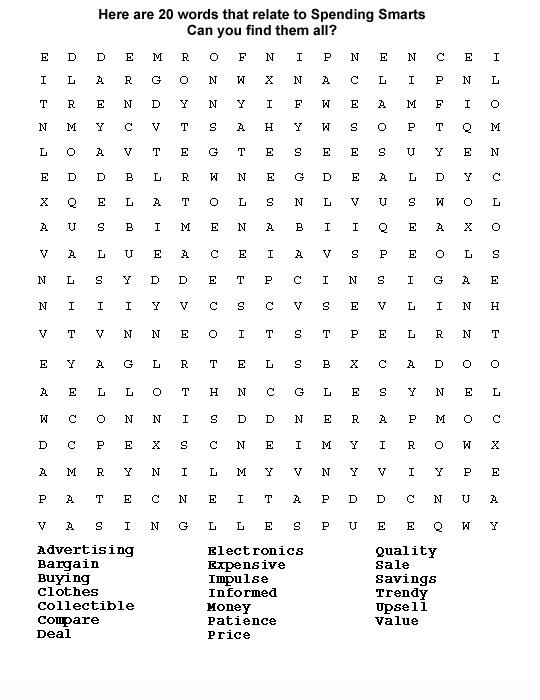 Here are 20 words that relate to Spending Smarts
Can you find them all?
E D D E M R O F N I P N E N C E I
I L A R G O N W X N A C L I P N L
T R E N D Y N Y I F W E A M F I O
N M Y C V T S A H Y W S O P T Q M
L O A V T E G T E S E E S U Y E N
E D D B L R W N E G D E A L D Y C
X Q E L A T O L S N L V U S W O L
A U S B I M E N A B I I Q E A X O
V A L U E A C E I A V S P E O L S
N L S Y D D E T P C I N S I G A E
N I I I Y V C S C V S E V L I N H
V T V N N E O I T S T P E L R N T
E Y A G L R T E L S B X C A D O O
A E L L O T H N C G L E S Y N E L
W C O N N I S D D N E R A P M O C
D C P E X S C N E I M Y I R O W X
A M R Y N I L M Y V N Y V I Y P E
P A T E C N E I T A P D D C N U A
V A S I N G L L E S P U E E Q W Y
Advertising Electronics Quality
Bargain Expensive Sale
Buying Impulse Savings
Clothes Informed Trendy
Collectible Money Upsell
Compare Patience Value
Deal Price